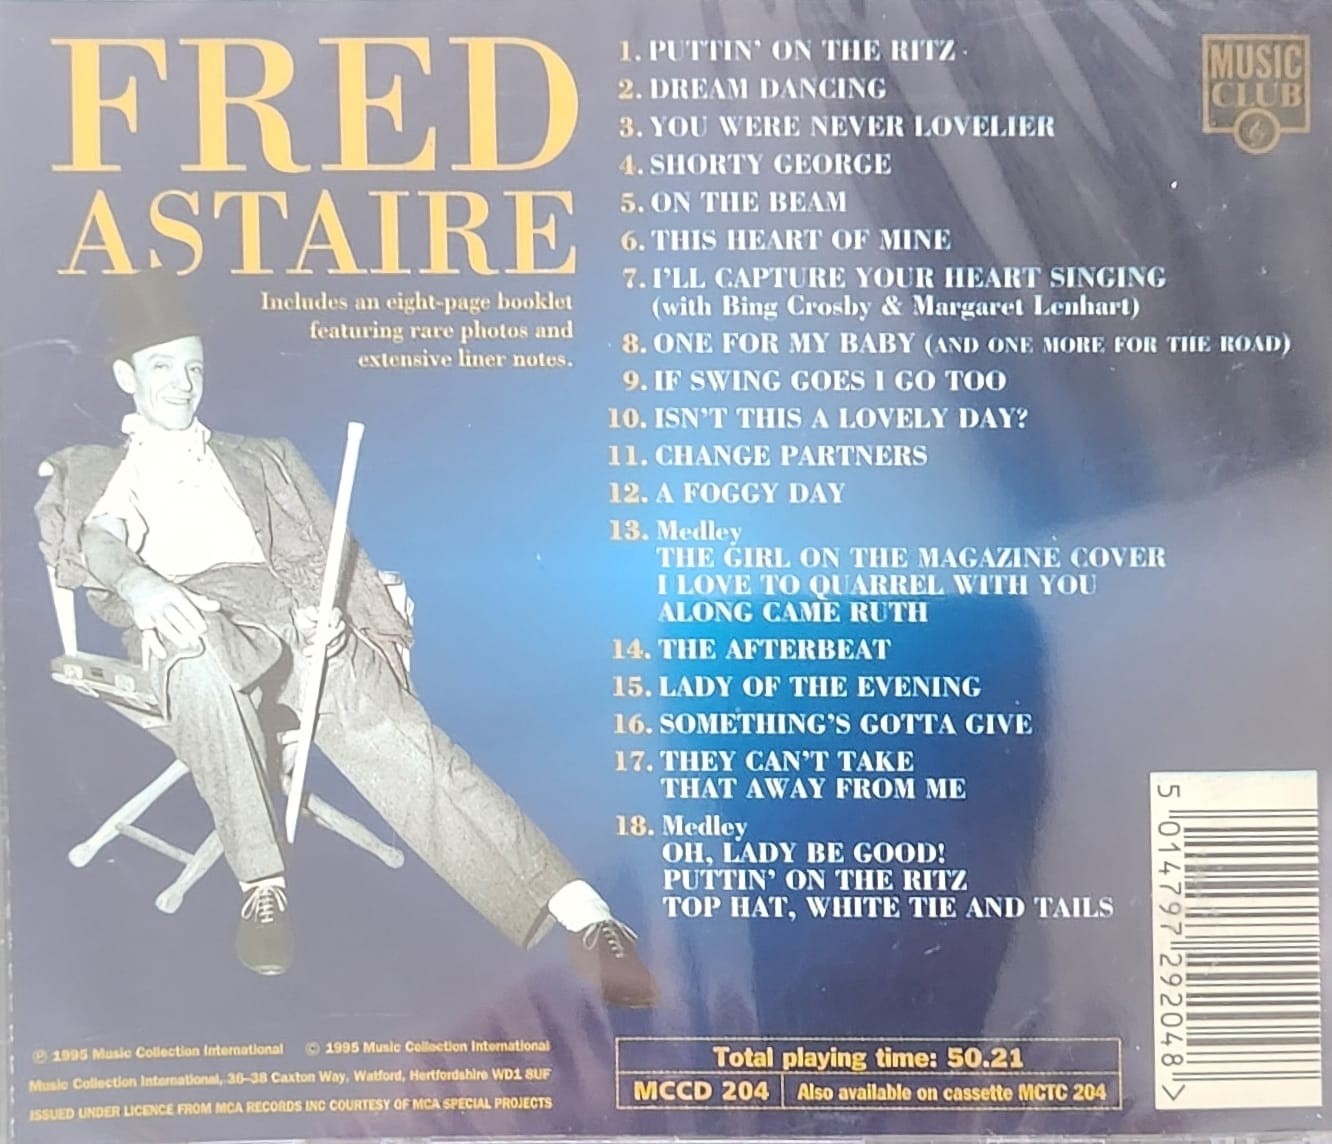 FRED
ASTAIRE
Includes an eight-page booklet
featuring rare photos and
extensive liner notes.
1. PUTTIN' ON THE RITZ
2. DREAM DANCING
3. YOU WERE NEVER LOVELIER
4. SHORTY GEORGE
5. ON THE BEAM
6. THIS HEART OF MINE
7. I'LL CAPTURE YOUR HEART SINGING
(with Bing Crosby & Margaret Lenhart)
8. ONE FOR MY BABY (AND ONE MORE FOR THE ROAD)
9. IF SWING GOES I GO TOO
10. ISN'T THIS A LOVELY DAY?
11. CHANGE PARTNERS
12. A FOGGY DAY
13. Medley
THE GIRL ON THE MAGAZINE COVER
I LOVE TO QUARREL WITH YOU
ALONG CAME RUTH
14. THE AFTERBEAT
15. LADY OF THE EVENING
16. SOMETHING'S GOTTA GIVE
17. THEY CAN'T TAKE
THAT AWAY FROM ME
18. Medley
OH, LADY BE GOOD!
PUTTIN' ON THE RITZ
TOP HAT, WHITE TIE AND TAILS
MUSIC
CLUB
5 014797 292048 >
℗ 1995 Music Collection International © 1995 Music Collection International
Music Collection International, 36-38 Caxton Way, Watford, Hertfordshire WD1 8UF
ISSUED UNDER LICENCE FROM MCA RECORDS INC COURTESY OF MCA SPECIAL PROJECTS
Total playing time: 50.21
MCCD 204 Also available on cassette MCTC 204